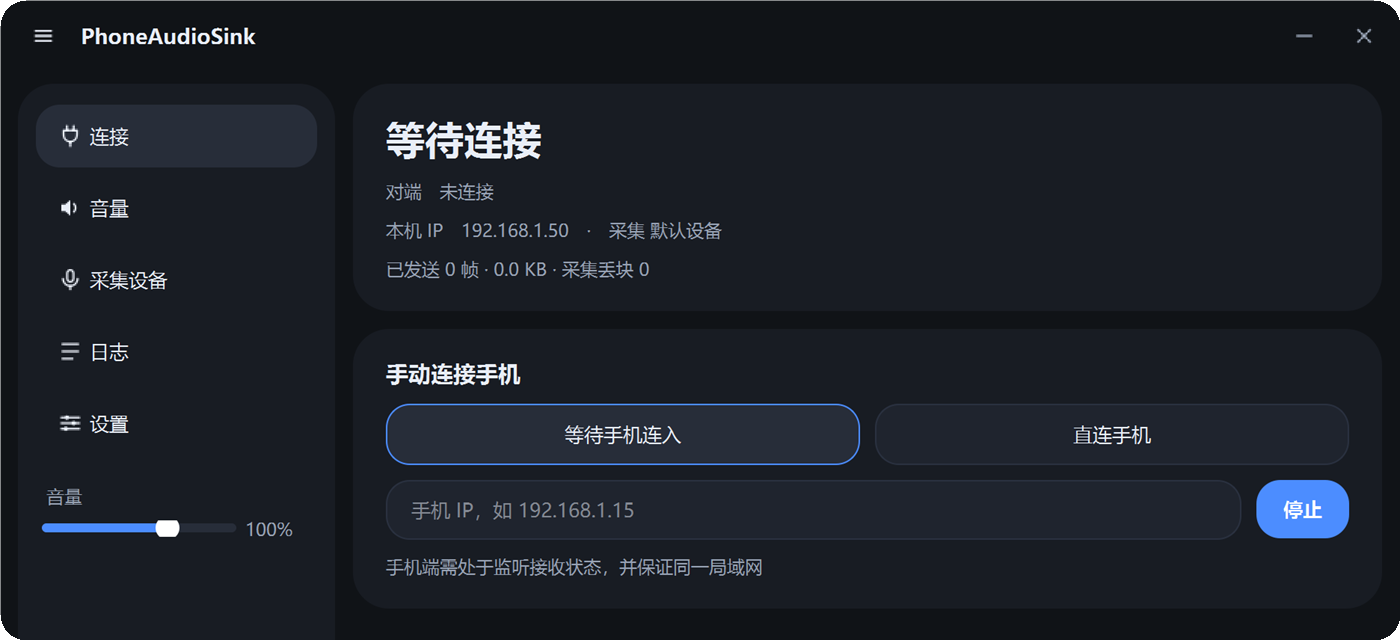 PhoneAudioSink
连接
音量
采集设备
日志
设置
音量
100%
等待连接
对端 未连接
本机 IP 192.168.1.50 · 采集 默认设备
已发送 0 帧 · 0.0 KB · 采集丢块 0
手动连接手机
等待手机连入
直连手机
手机 IP，如 192.168.1.15
停止
手机端需处于监听接收状态，并保证同一局域网